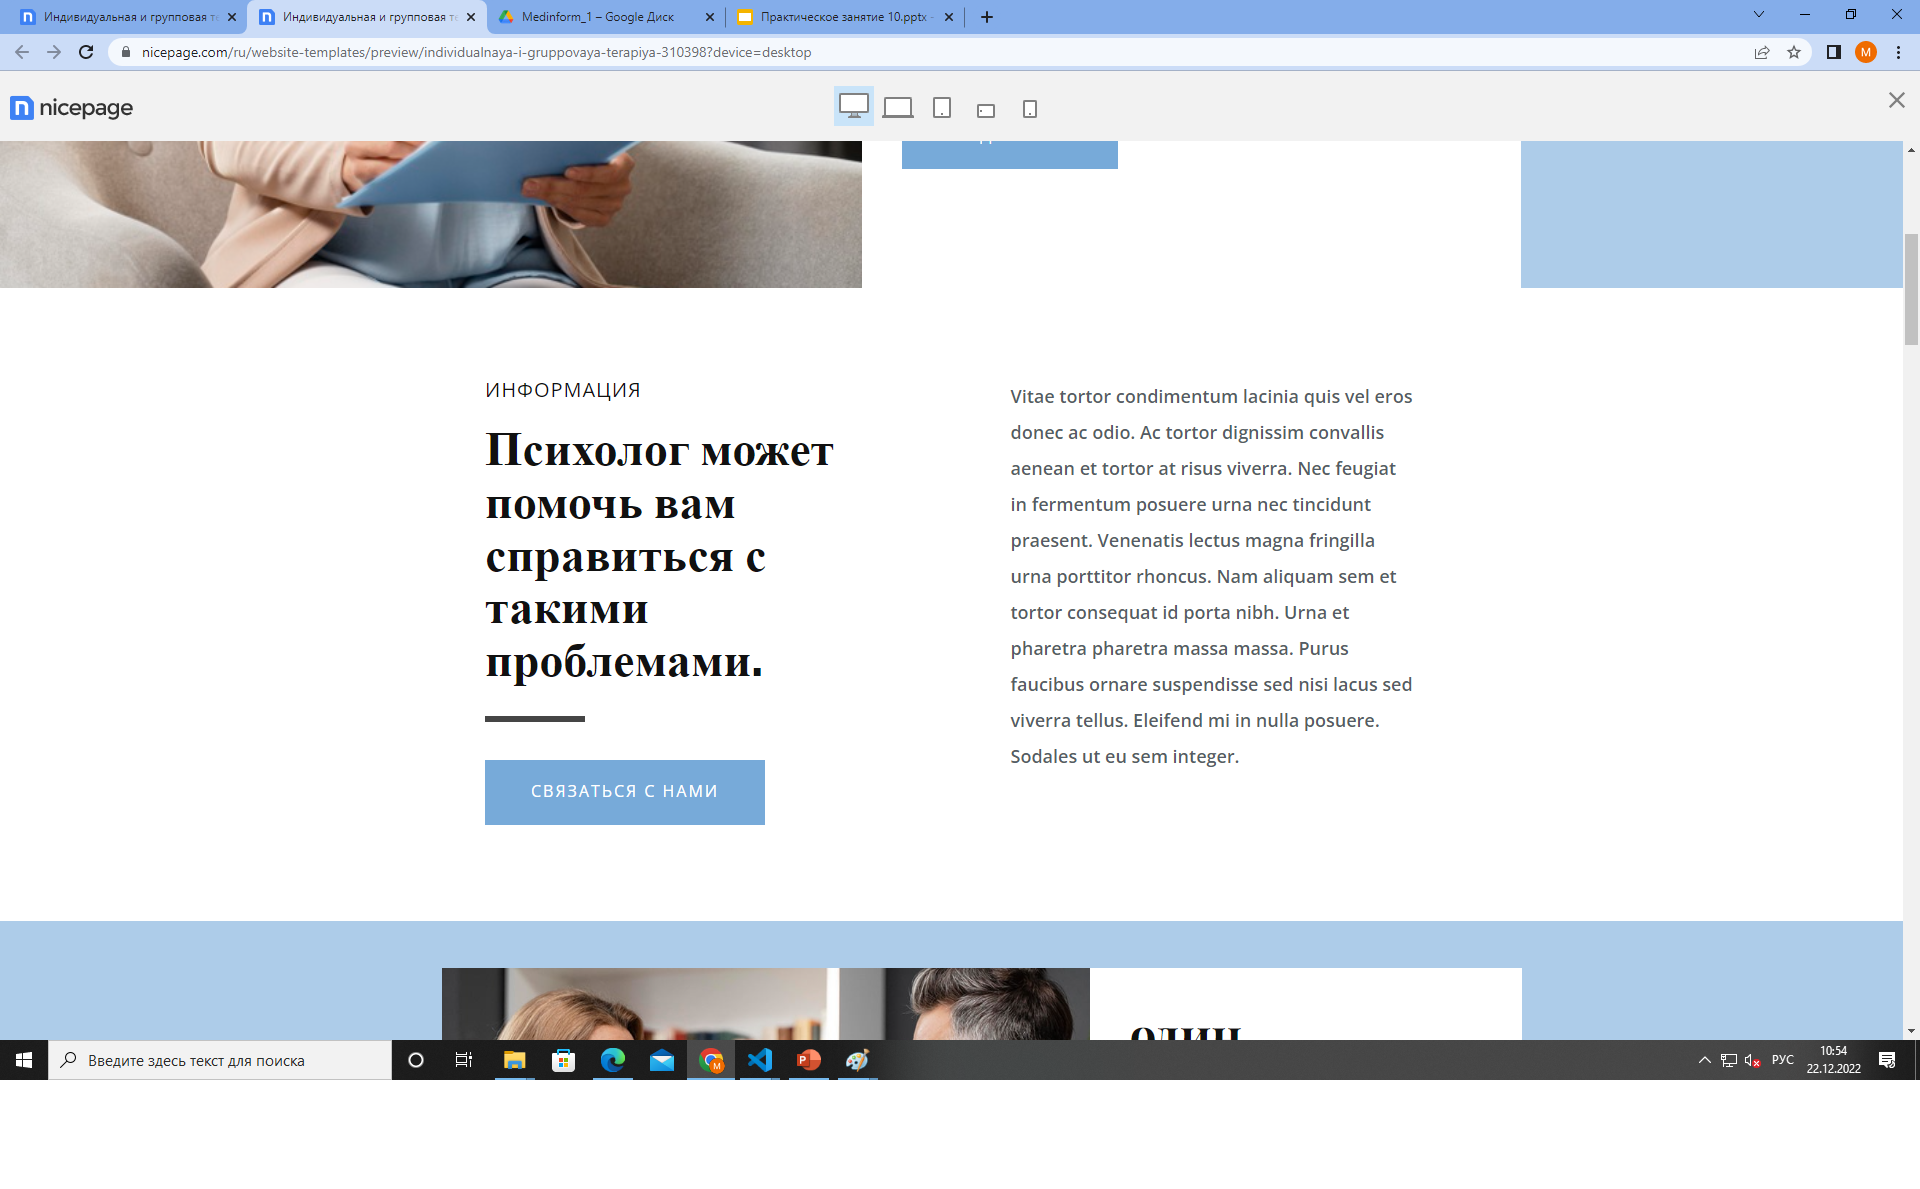 Индивидуальная и групповая те
Индивидуальная и групповая те
Medinform_1 – Google Диск
Практическое занятие 10.pptx -
nicepage.com/ru/website-templates/preview/individualnaya-i-gruppovaya-terapiya-310398?device=desktop
M
nicepage
ИНФОРМАЦИЯ
Психолог может
помочь вам
справиться с
такими
проблемами.
СВЯЗАТЬСЯ С НАМИ
Vitae tortor condimentum lacinia quis vel eros
donec ac odio. Ac tortor dignissim convallis
aenean et tortor at risus viverra. Nec feugiat
in fermentum posuere urna nec tincidunt
praesent. Venenatis lectus magna fringilla
urna porttitor rhoncus. Nam aliquam sem et
tortor consequat id porta nibh. Urna et
pharetra pharetra massa massa. Purus
faucibus ornare suspendisse sed nisi lacus sed
viverra tellus. Eleifend mi in nulla posuere.
Sodales ut eu sem integer.
один
Введите здесь текст для поиска
РУС
10:54
22.12.2022